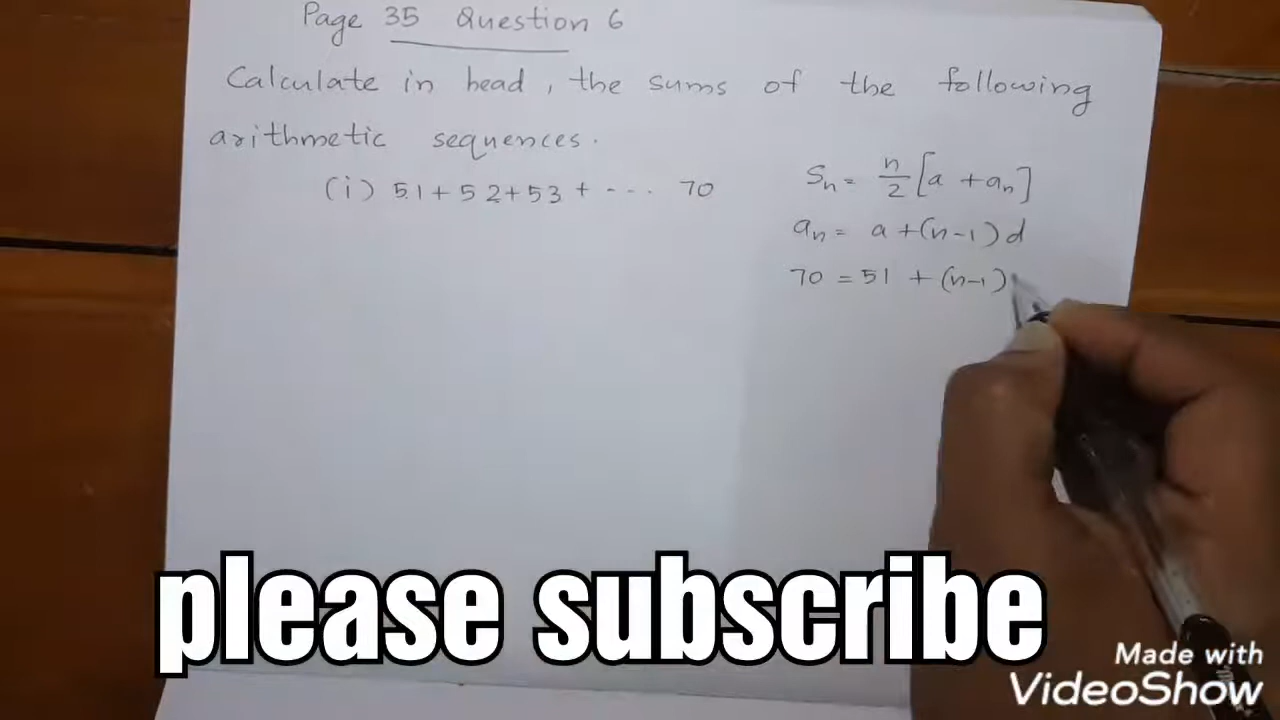 Page 35 Question 6
Calculate in head, the sums of the following
arithmetic sequences.
(i) 51+52+53+ --- 70
Sn = n/2 [a + an]
an = a+(n-1)d
70 = 51 + (n-1)
please subscribe
Made with
VideoShow